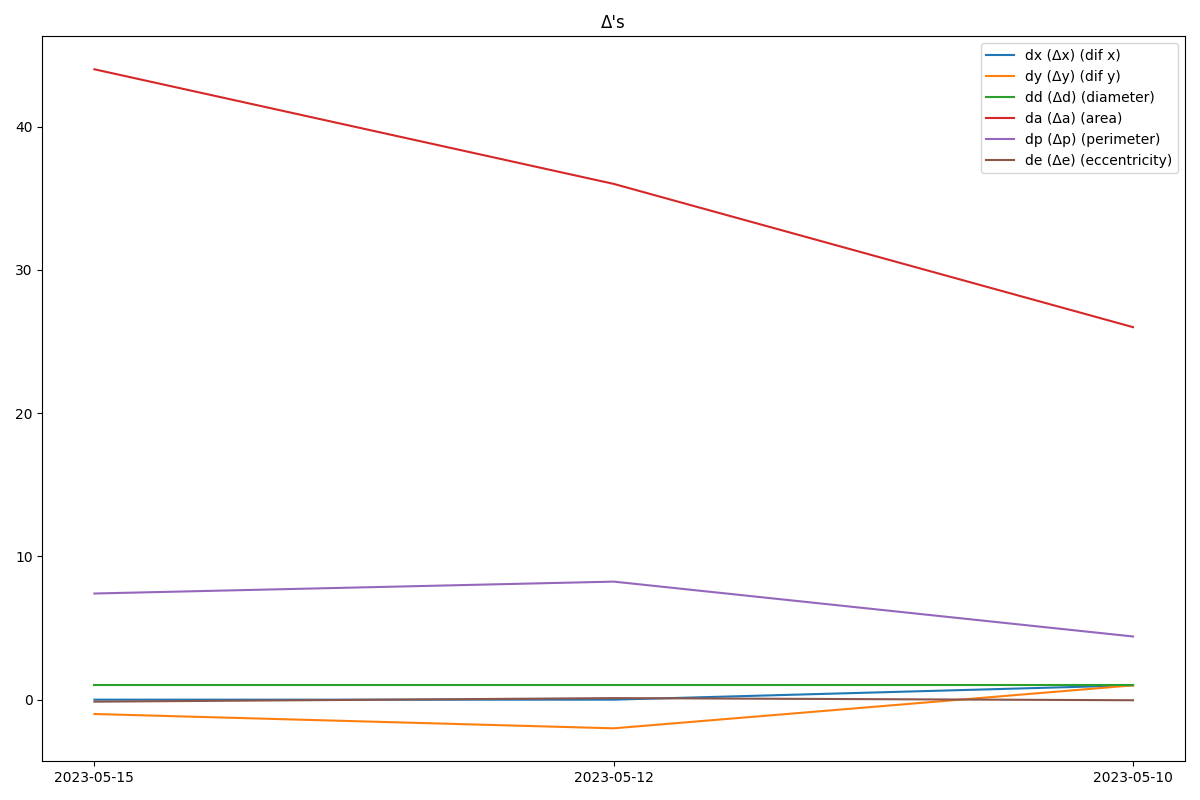 Δ's
dx (Δx) (dif x)
dy (Δy) (dif y)
dd (Δd) (diameter)
da (Δa) (area)
dp (Δp) (perimeter)
de (Δe) (eccentricity)
40
30
20
10
0
2023-05-15 2023-05-12 2023-05-10